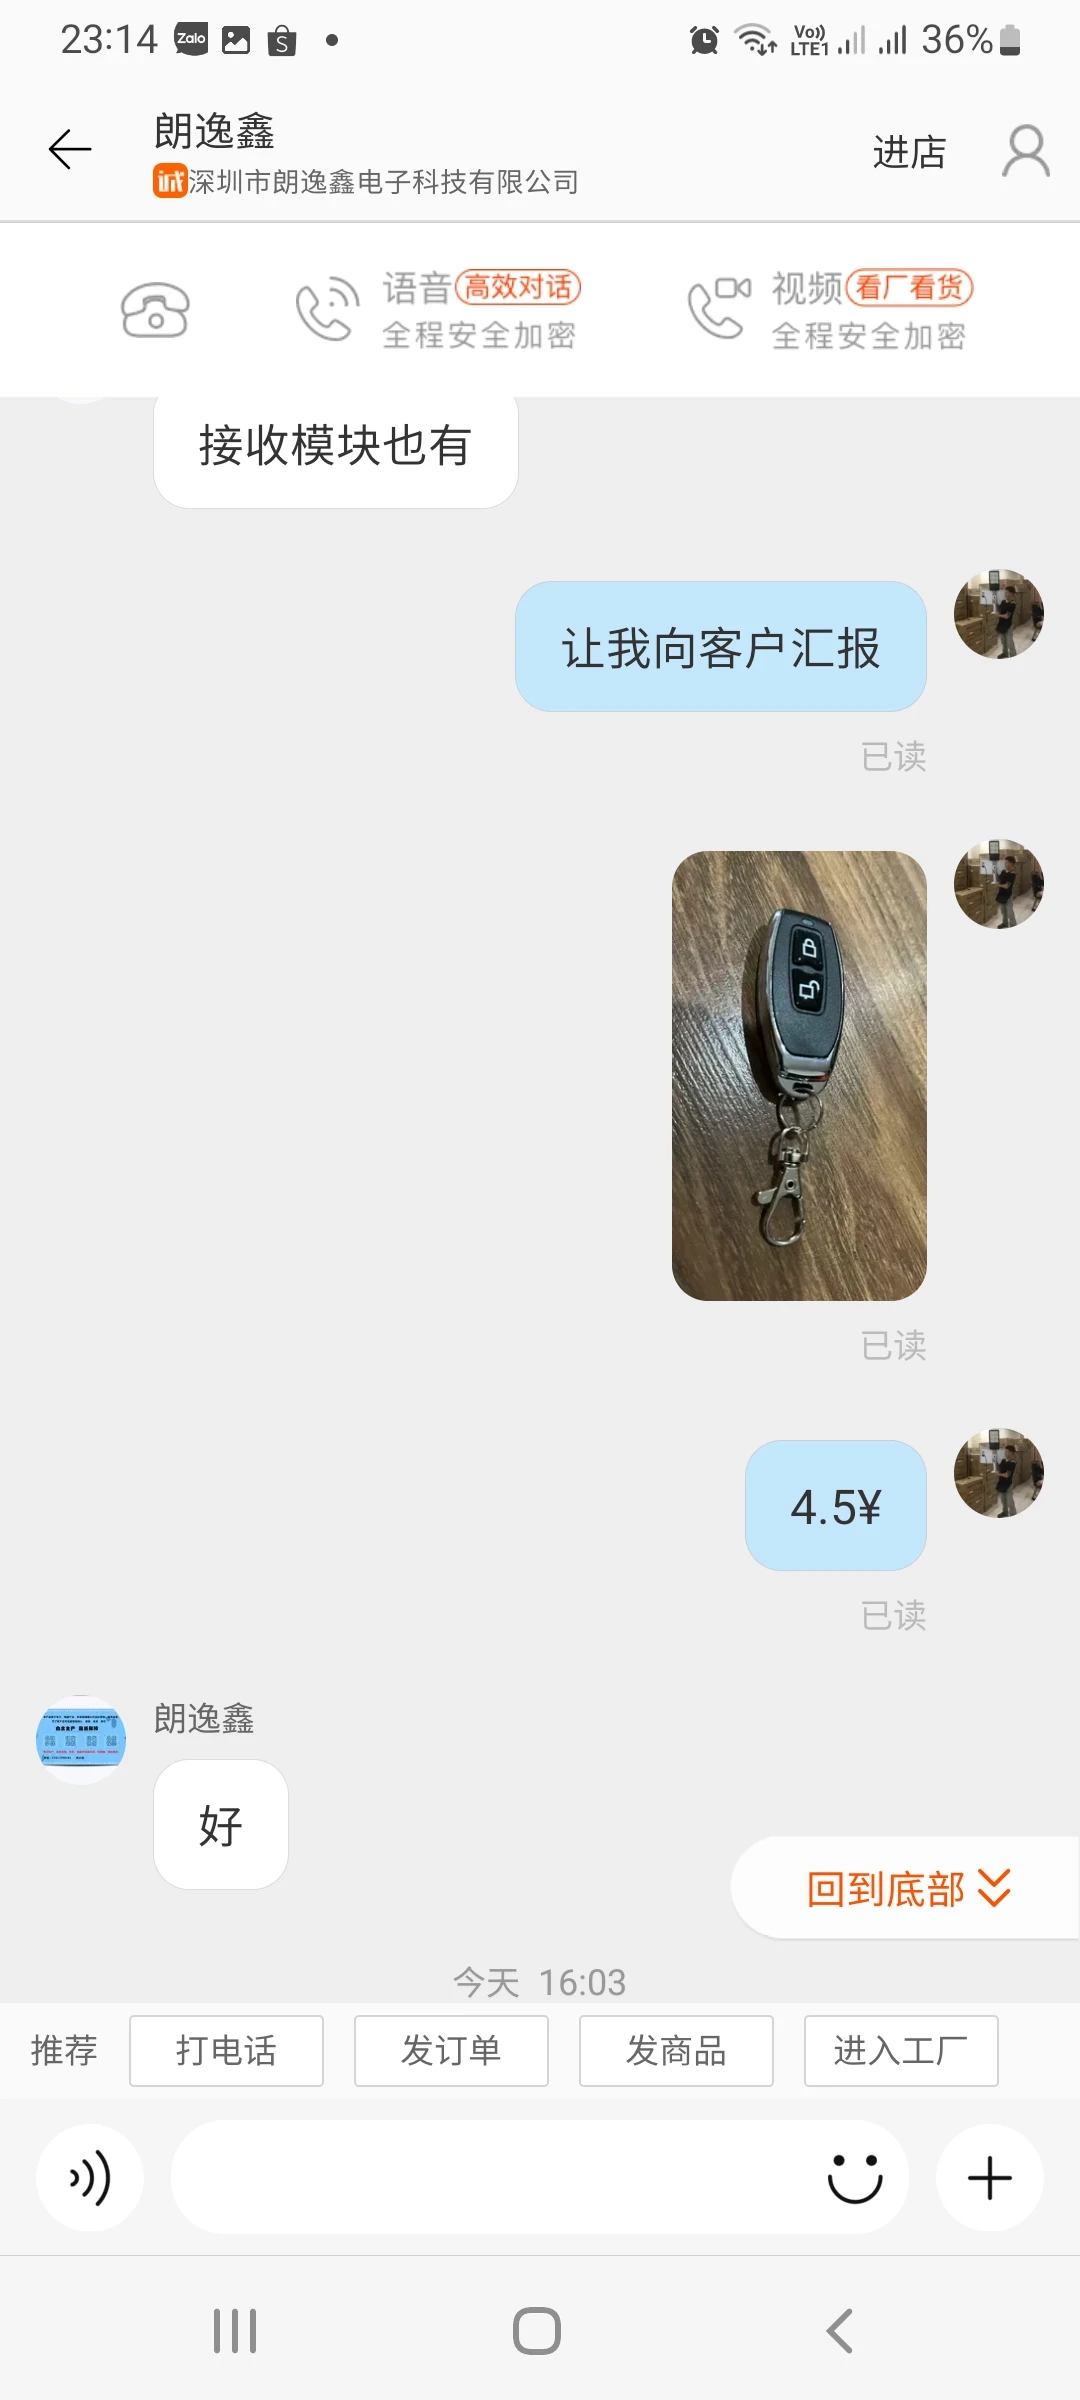 23:14
Zalo
S
Vo))
LTE1
36%
朗逸鑫
诚深圳市朗逸鑫电子科技有限公司
进店
语音 高效对话
全程安全加密
视频 看厂看货
全程安全加密
接收模块也有
让我向客户汇报
已读
已读
4.5¥
已读
朗逸鑫
好
回到底部
今天 16:03
推荐
打电话
发订单
发商品
进入工厂